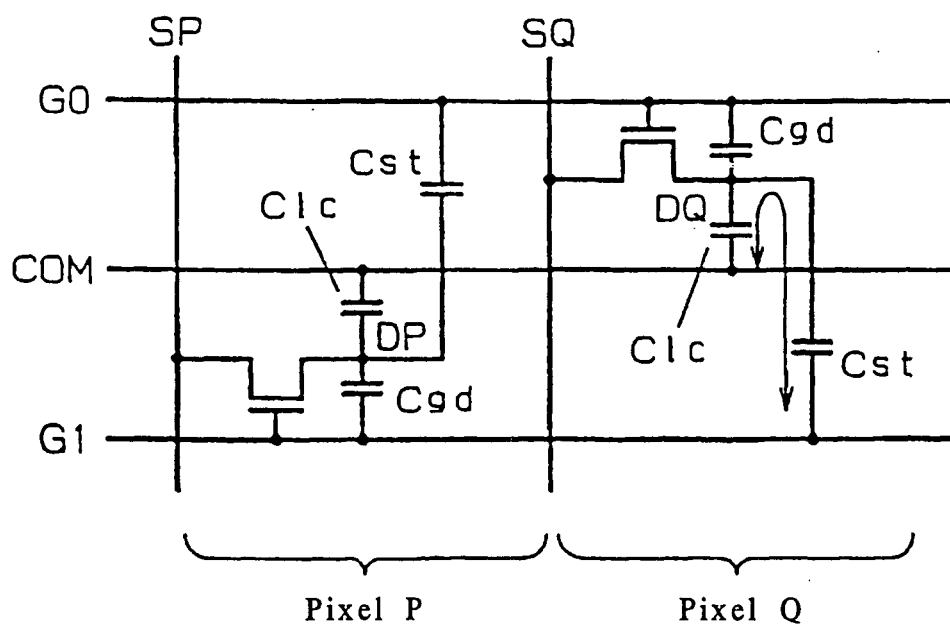 SP SQ
G0
Cgd
Cst
Clc
DQ
COM
DP
Clc
Cst
Cgd
G1
Pixel P Pixel Q